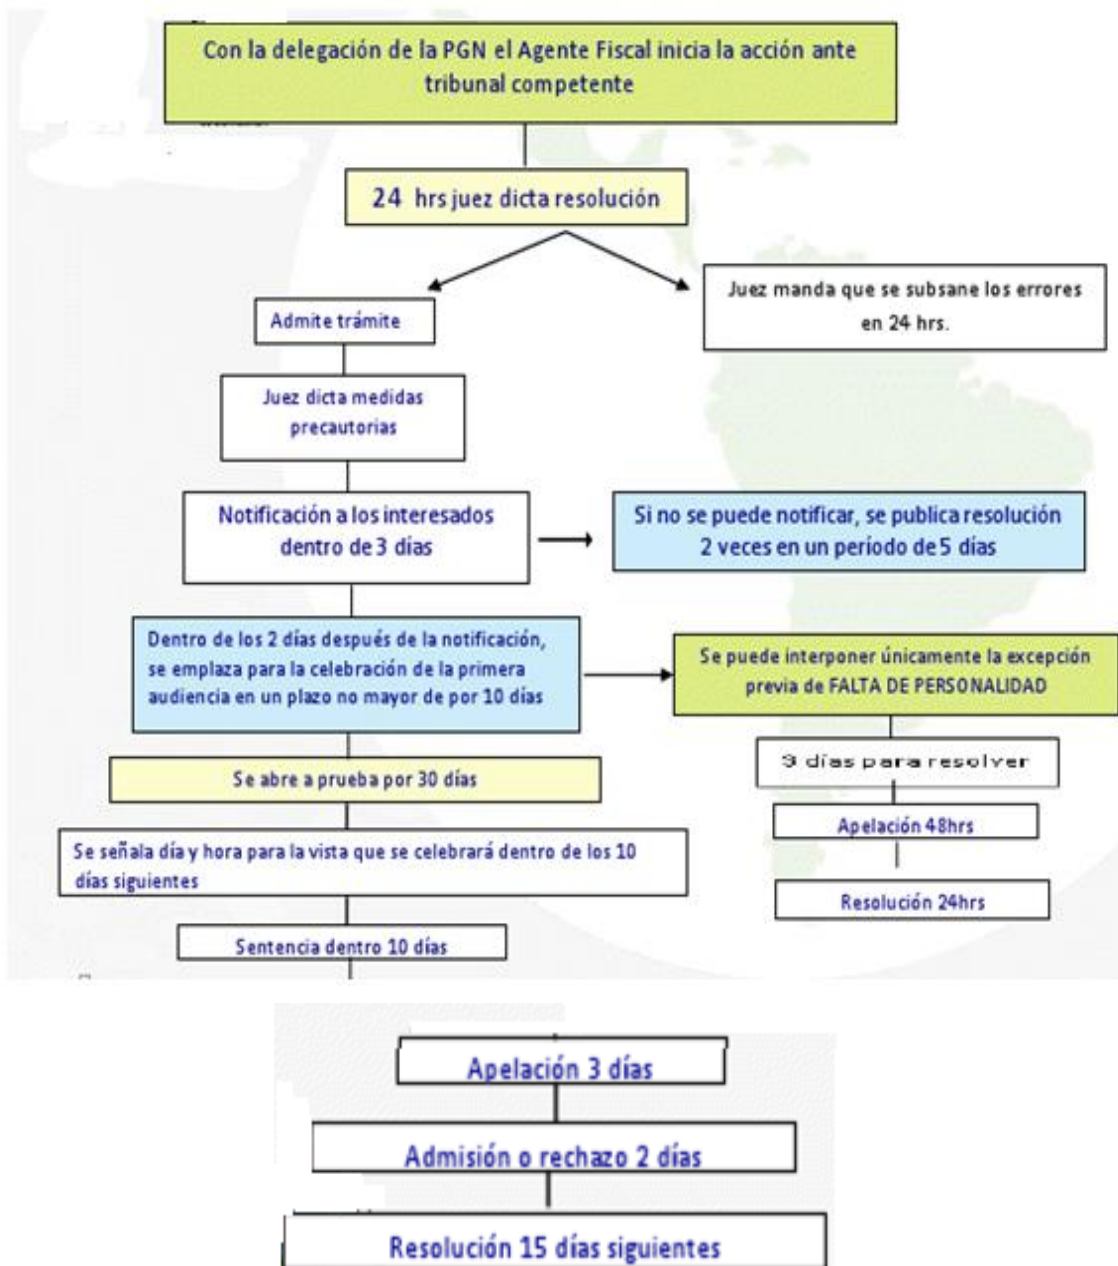 Con la delegación de la PGN el Agente Fiscal inicia la acción ante
tribunal competente
24 hrs juez dicta resolución
Juez manda que se subsane los errores
en 24 hrs.
Admite trámite
Juez dicta medidas
precautorias
Notificación a los interesados
dentro de 3 días
Si no se puede notificar, se publica resolución
2 veces en un período de 5 días
Dentro de los 2 días después de la notificación,
se emplaza para la celebración de la primera
audiencia en un plazo no mayor de por 10 días
Se puede interponer únicamente la excepción
previa de FALTA DE PERSONALIDAD
Se abre a prueba por 30 días
3 días para resolver
Apelación 48hrs
Se señala día y hora para la vista que se celebrará dentro de los 10
días siguientes
Resolución 24hrs
Sentencia dentro 10 días
Apelación 3 días
Admisión o rechazo 2 días
Resolución 15 días siguientes